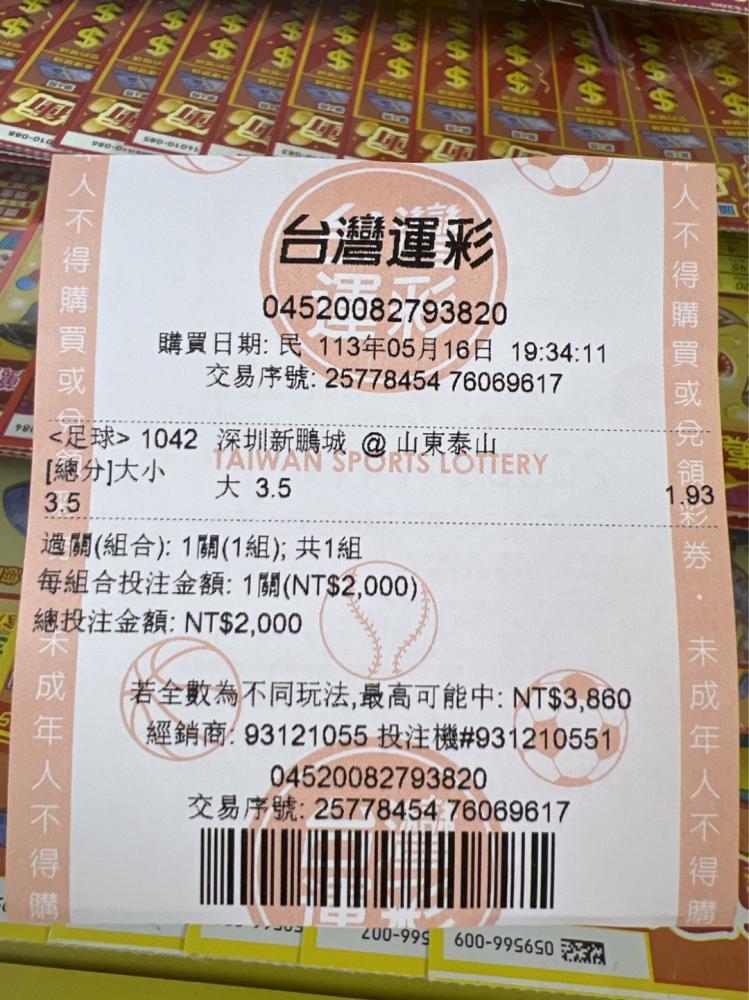 台灣運彩
04520082793820
購買日期: 民 113年05月16日 19:34:11
交易序號: 25778454 76069617
<足球> 1042 深圳新鵬城 @ 山東泰山
TAIWAN SPORTS LOTTERY
[總分]大小
3.5
大 3.5
1.93
過關(組合): 1關(1組); 共1組
每組合投注金額: 1關(NT$2,000)
總投注金額: NT$2,000
若全數為不同玩法,最高可能中: NT$3,860
經銷商: 93121055 投注機#931210551
04520082793820
交易序號: 25778454 76069617
人不得購買或兌領彩
未成年人不得購
人不得購買或兌領彩券・未成年人不得購
運彩